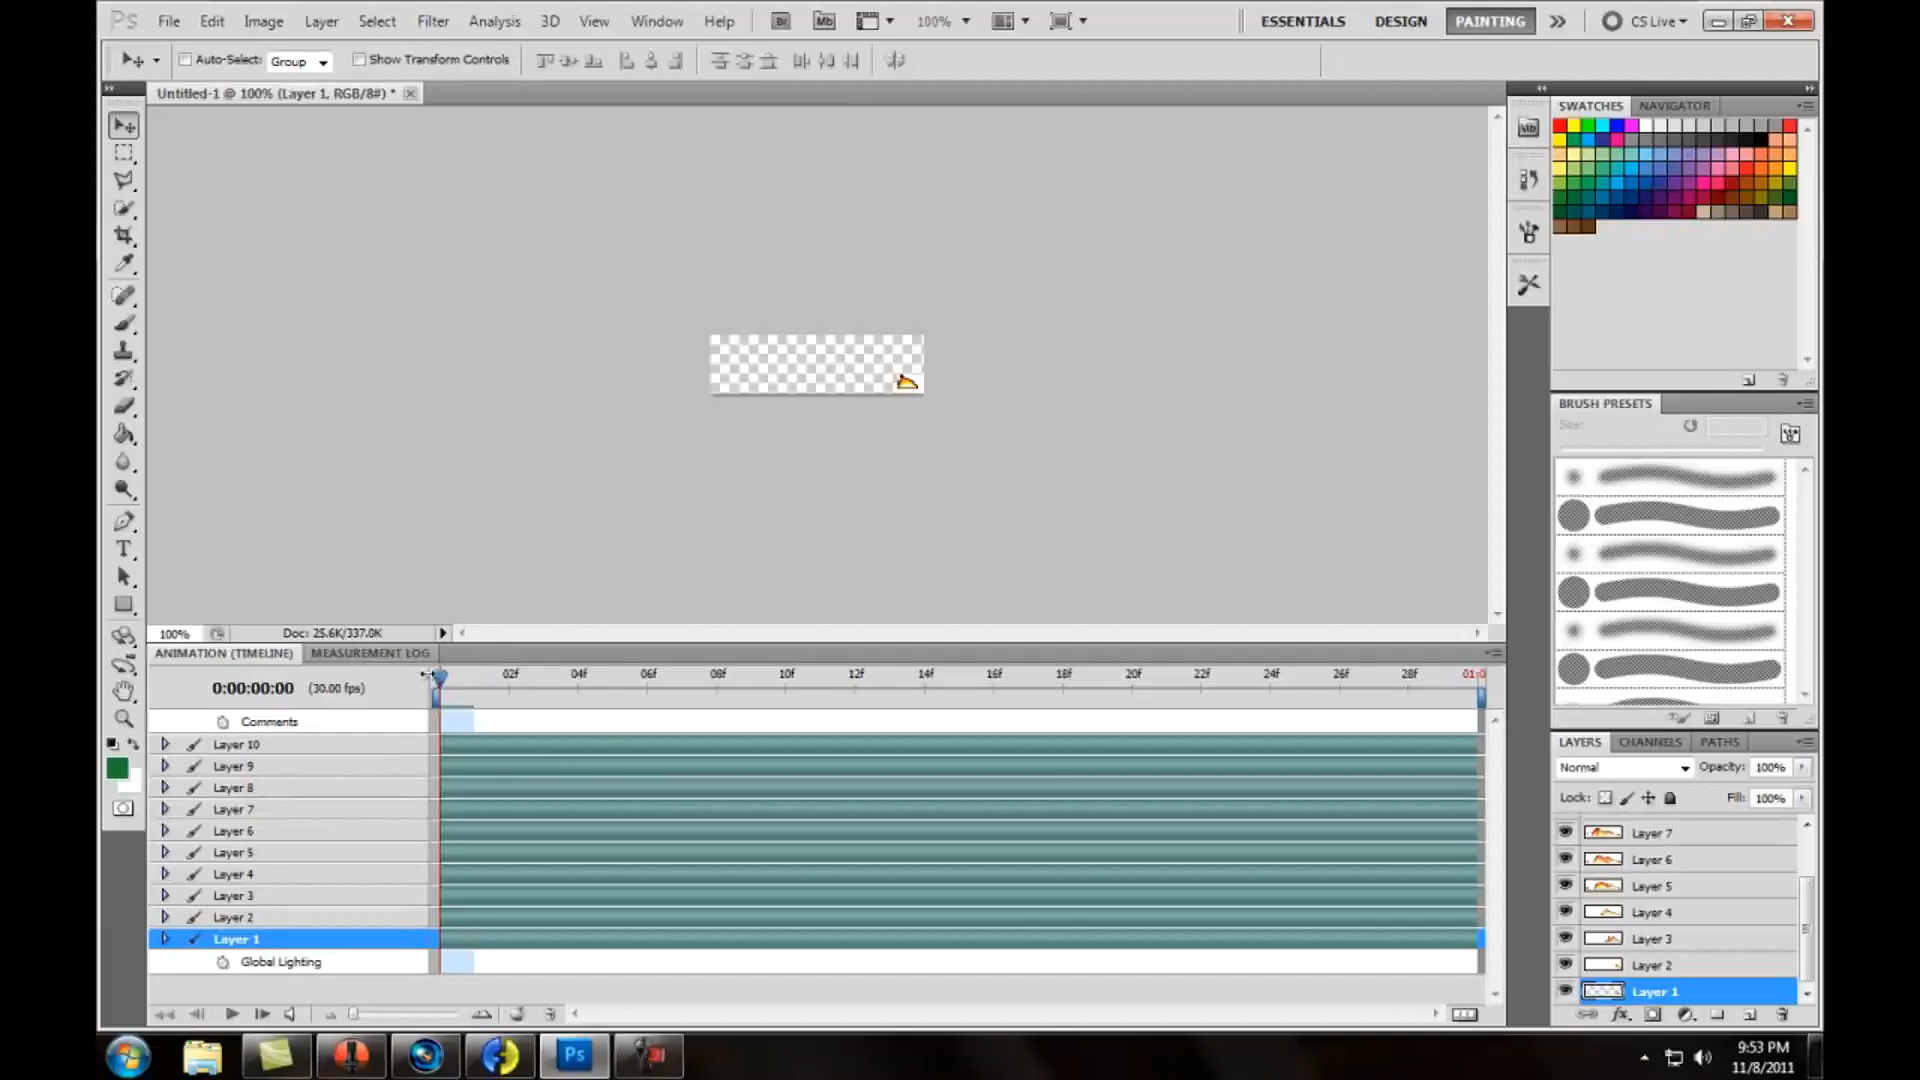 Ps File Edit Image Layer Select Filter Analysis 3D View Window Help Br Mb 100% ESSENTIALS DESIGN PAINTING CS Live
Auto-Select: Group Show Transform Controls
Untitled-1 @ 100% (Layer 1, RGB/8#) *
SWATCHES NAVIGATOR
Mb
BRUSH PRESETS
Size:
100% Doc: 25.6K/337.0K
ANIMATION (TIMELINE) MEASUREMENT LOG
0:00:00:00 (30.00 fps)
02f 04f 06f 08f 10f 12f 14f 16f 18f 20f 22f 24f 26f 28f 01:0
Comments
Layer 10
Layer 9
Layer 8
Layer 7
Layer 6
Layer 5
Layer 4
Layer 3
Layer 2
Layer 1
Global Lighting
LAYERS CHANNELS PATHS
Normal Opacity: 100%
Lock: Fill: 100%
Layer 7
Layer 6
Layer 5
Layer 4
Layer 3
Layer 2
Layer 1
fx
T
Ps
9:53 PM
11/8/2011